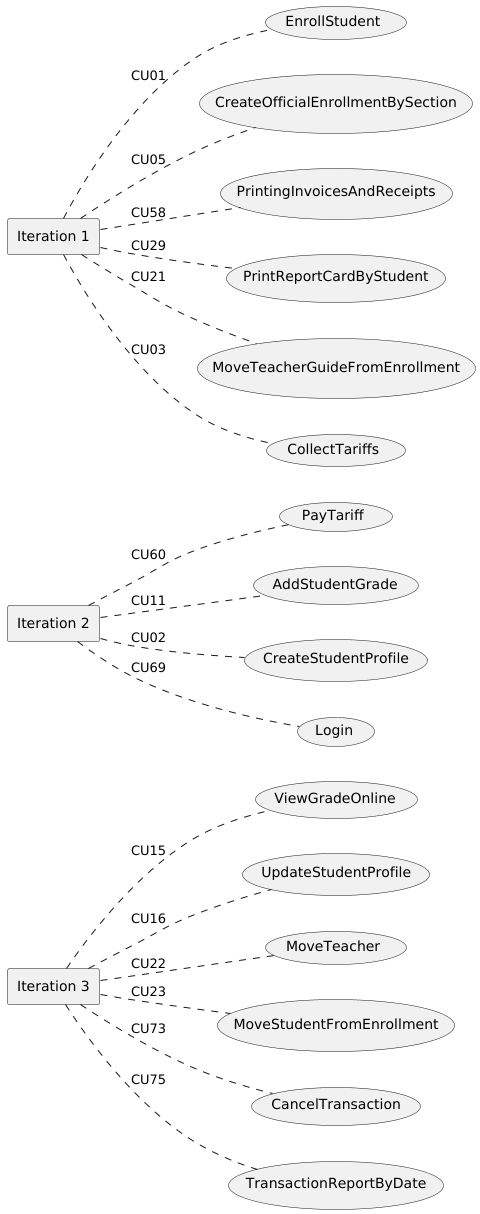 EnrollStudent
CU01
CreateOfficialEnrollmentBySection
CU05
PrintingInvoicesAndReceipts
CU58
Iteration 1
CU29
PrintReportCardByStudent
CU21
MoveTeacherGuideFromEnrollment
CU03
CollectTariffs
PayTariff
CU60
AddStudentGrade
CU11
Iteration 2
CU02
CreateStudentProfile
CU69
Login
ViewGradeOnline
CU15
UpdateStudentProfile
CU16
MoveTeacher
CU22
Iteration 3
CU23
MoveStudentFromEnrollment
CU73
CancelTransaction
CU75
TransactionReportByDate